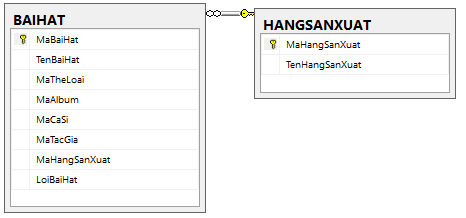 BAIHAT
MaBaiHat
TenBaiHat
MaTheLoai
MaAlbum
MaCaSi
MaTacGia
MaHangSanXuat
LoiBaiHat
HANGSANXUAT
MaHangSanXuat
TenHangSanXuat